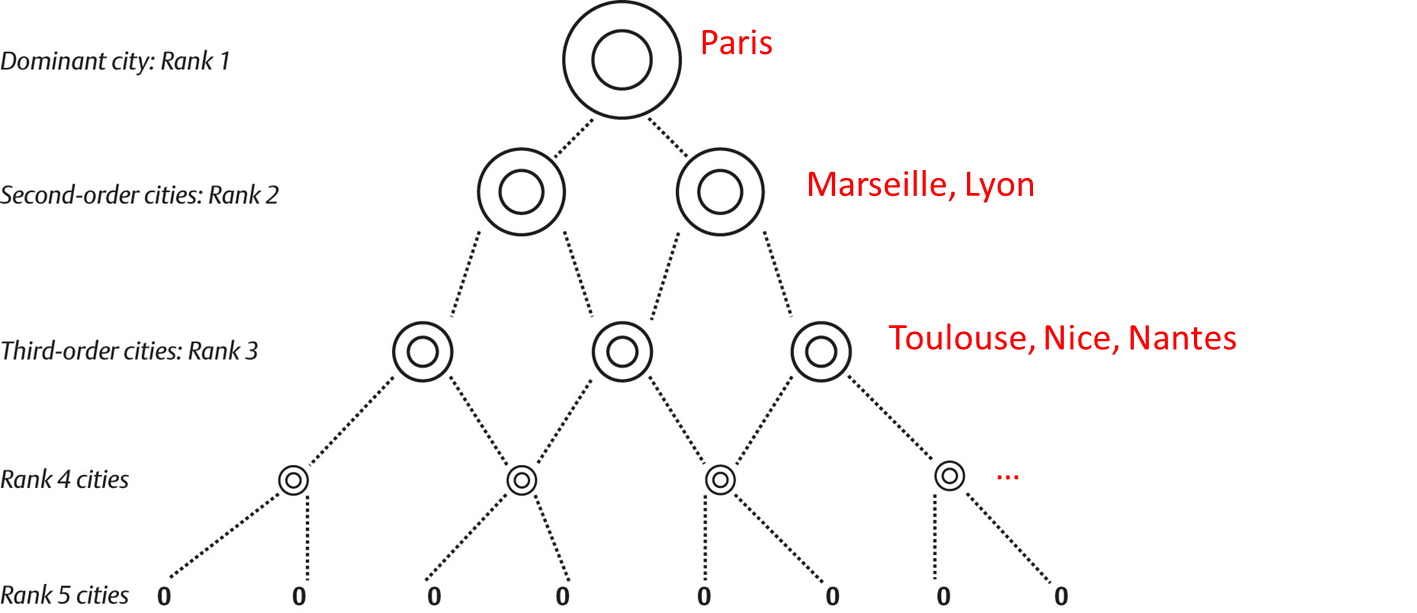 Dominant city: Rank 1
Paris
Second-order cities: Rank 2
Marseille, Lyon
Third-order cities: Rank 3
Toulouse, Nice, Nantes
Rank 4 cities
...
Rank 5 cities 0 0 0 0 0 0 0 0